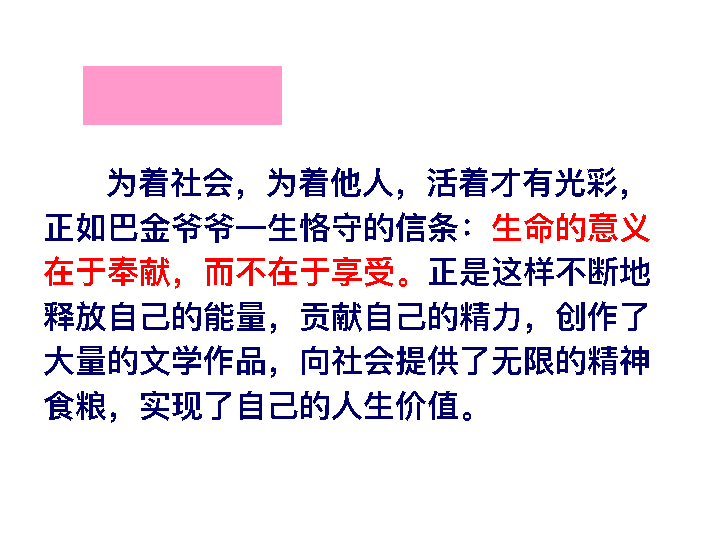 为着社会，为着他人，活着才有光彩，
正如巴金爷爷一生恪守的信条：生命的意义
在于奉献，而不在于享受。正是这样不断地
释放自己的能量，贡献自己的精力，创作了
大量的文学作品，向社会提供了无限的精神
食粮，实现了自己的人生价值。